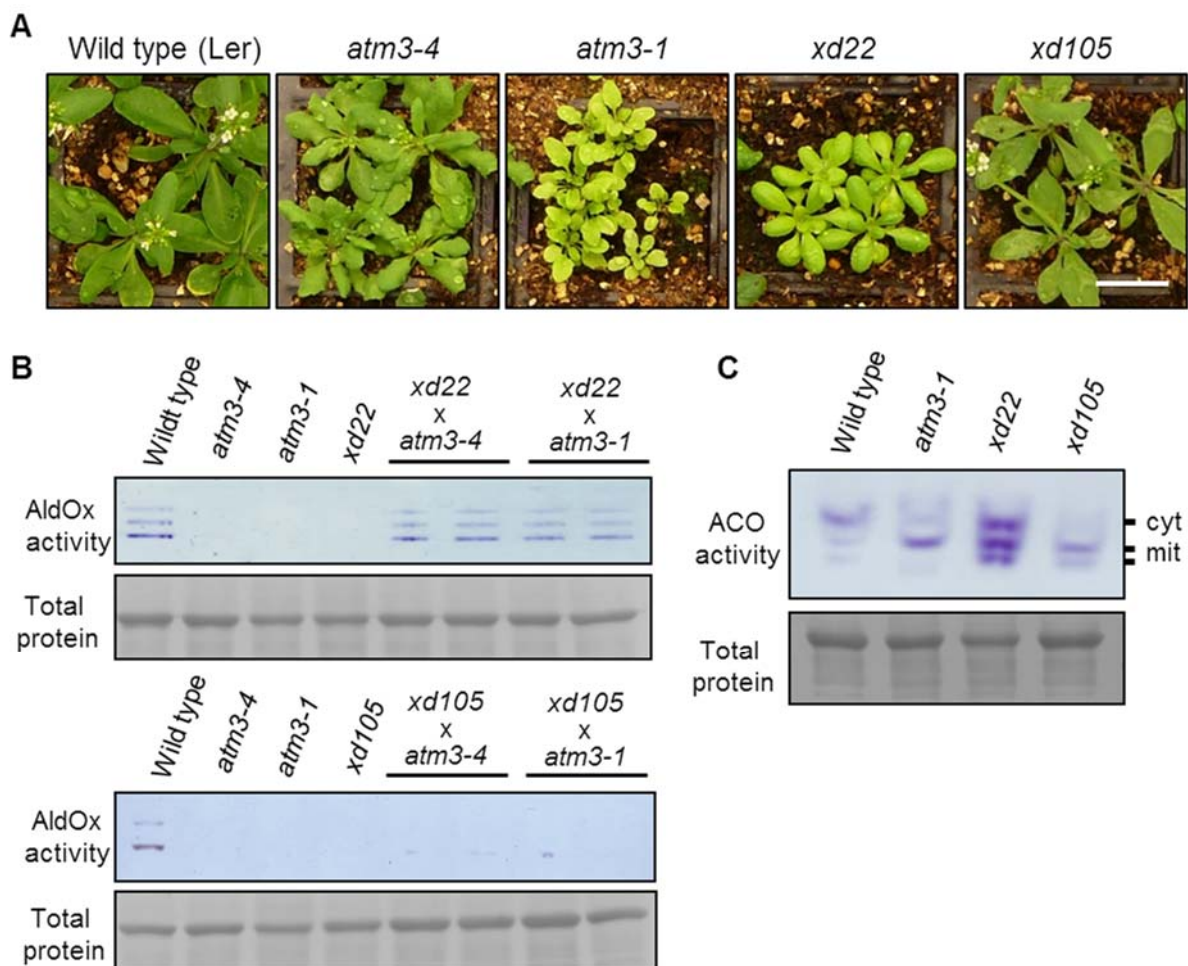 A
Wild type (Ler)
atm3-4
atm3-1
xd22
xd105
B
Wildt type
atm3-4
atm3-1
xd22
xd22
x
atm3-4
xd22
x
atm3-1
AldOx
activity
Total
protein
Wild type
atm3-4
atm3-1
xd105
xd105
x
atm3-4
xd105
x
atm3-1
AldOx
activity
Total
protein
C
Wild type
atm3-1
xd22
xd105
ACO
activity
cyt
mit
Total
protein